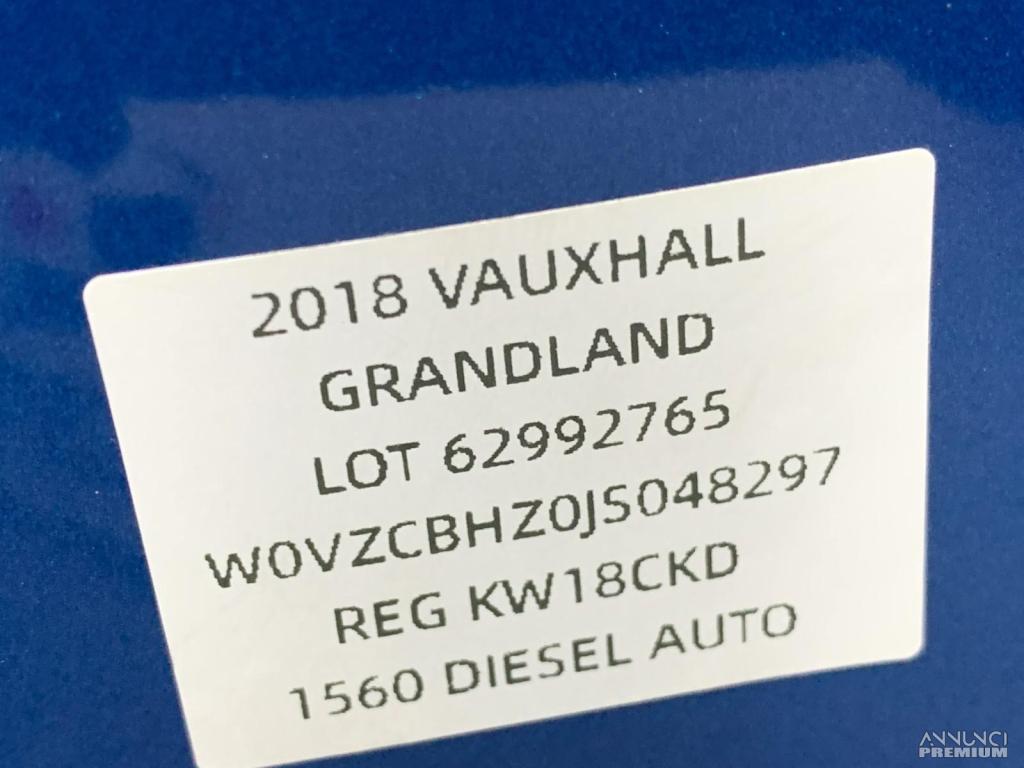 2018 VAUXHALL
GRANDLAND
LOT 62992765
W0VZCBHZ0JS048297
REG KW18CKD
1560 DIESEL AUTO
ANNUNCI
PREMIUM